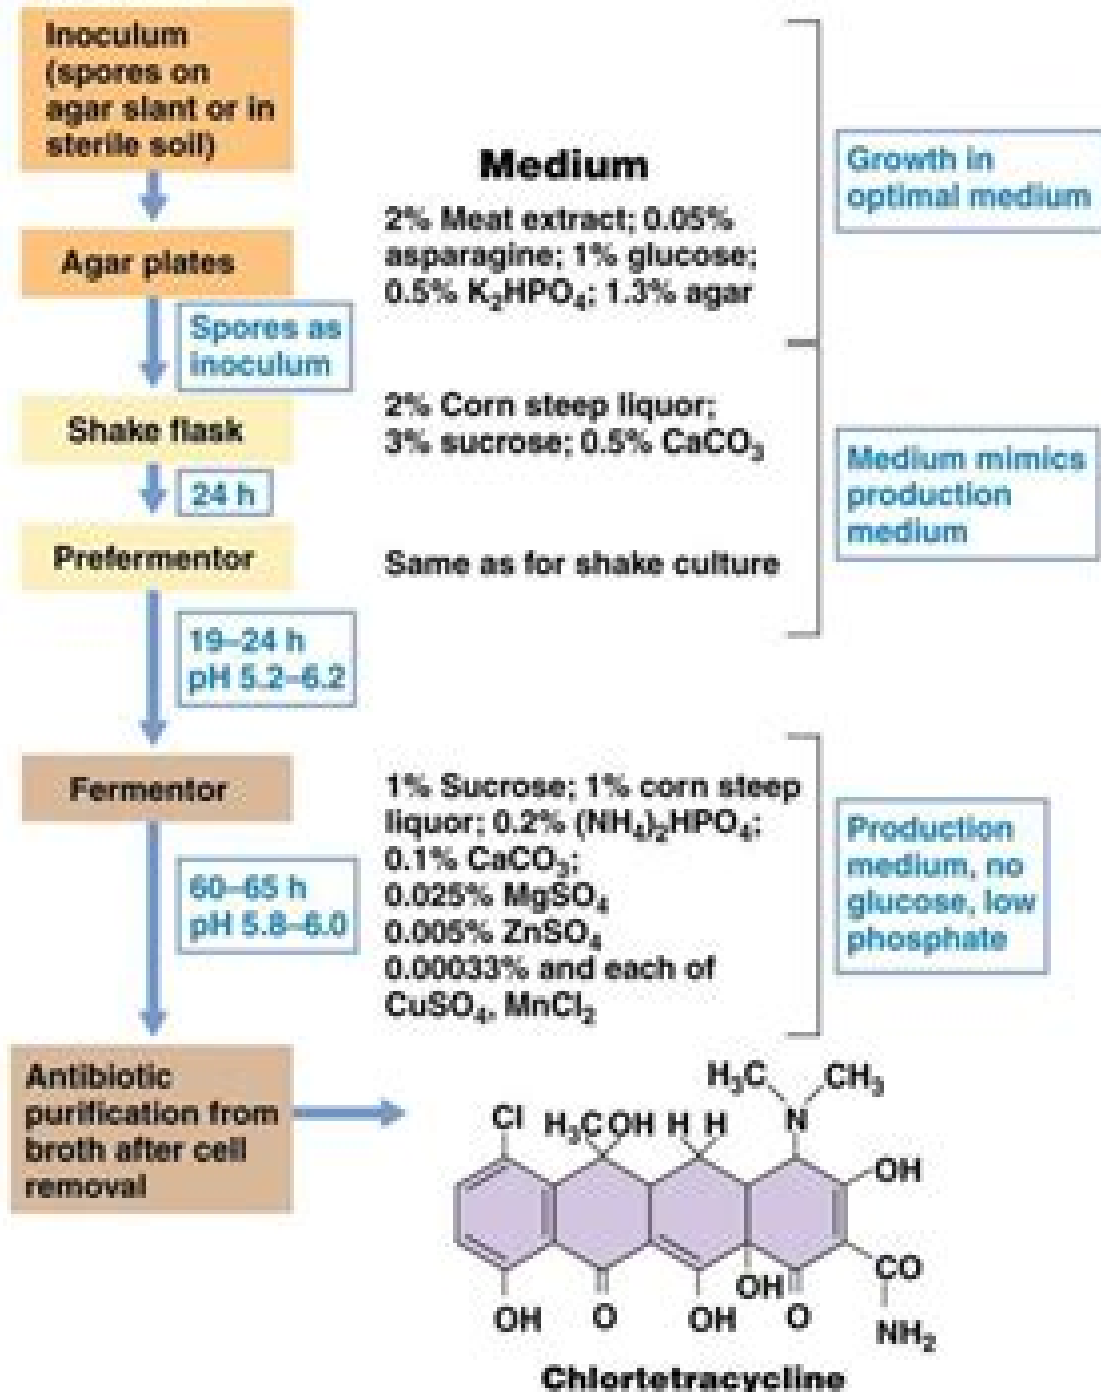 Inoculum
(spores on
agar slant or in
sterile soil)
Medium
Growth in
optimal medium
2% Meat extract; 0.05%
asparagine; 1% glucose;
0.5% K₂HPO₄; 1.3% agar
Agar plates
Spores as
inoculum
Shake flask
2% Corn steep liquor;
3% sucrose; 0.5% CaCO₃
Medium mimics
production
medium
24 h
Prefermentor
Same as for shake culture
19–24 h
pH 5.2–6.2
Fermentor
1% Sucrose; 1% corn steep
liquor; 0.2% (NH₄)₂HPO₄;
0.1% CaCO₃;
0.025% MgSO₄
0.005% ZnSO₄
0.00033% and each of
CuSO₄, MnCl₂
Production
medium, no
glucose, low
phosphate
60–65 h
pH 5.8–6.0
Antibiotic
purification from
broth after cell
removal
H₃C CH₃
Cl H₃C OH H H N
OH
CO
OH O OH OH O
NH₂
Chlortetracycline